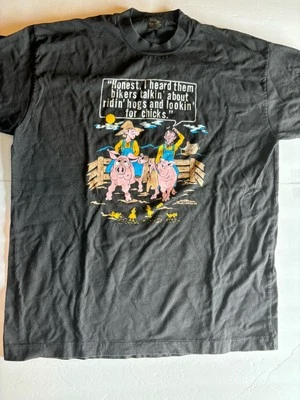 "Honest, I heard them
bikers talkin' about
ridin' hogs and lookin'
for chicks."